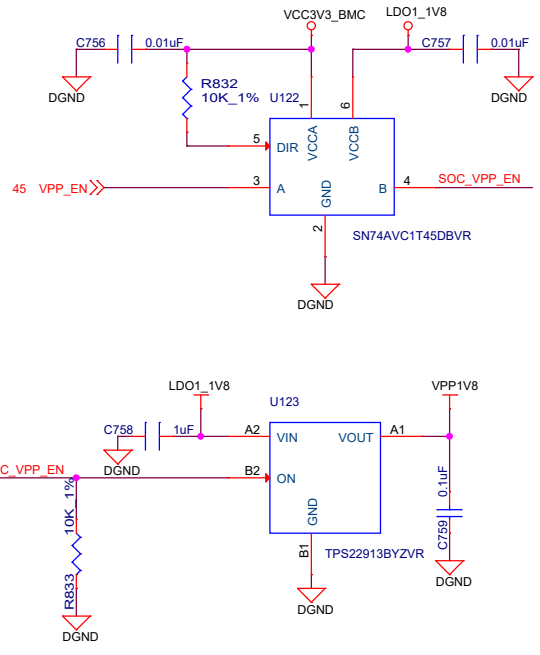 VCC3V3_BMC
LDO1_1V8
C756
0.01uF
C757
0.01uF
DGND
R832
10K_1%
U122
DGND
1
6
VCCA
VCCB
5
DIR
45 VPP_EN
3
A
GND
B
4
SOC_VPP_EN
2
SN74AVC1T45DBVR
DGND
LDO1_1V8
VPP1V8
U123
C758
1uF
A2
VIN
VOUT
A1
DGND
C_VPP_EN
B2
ON
10K_1%
GND
0.1uF
C759
B1
TPS22913BYZVR
R833
DGND
DGND
DGND